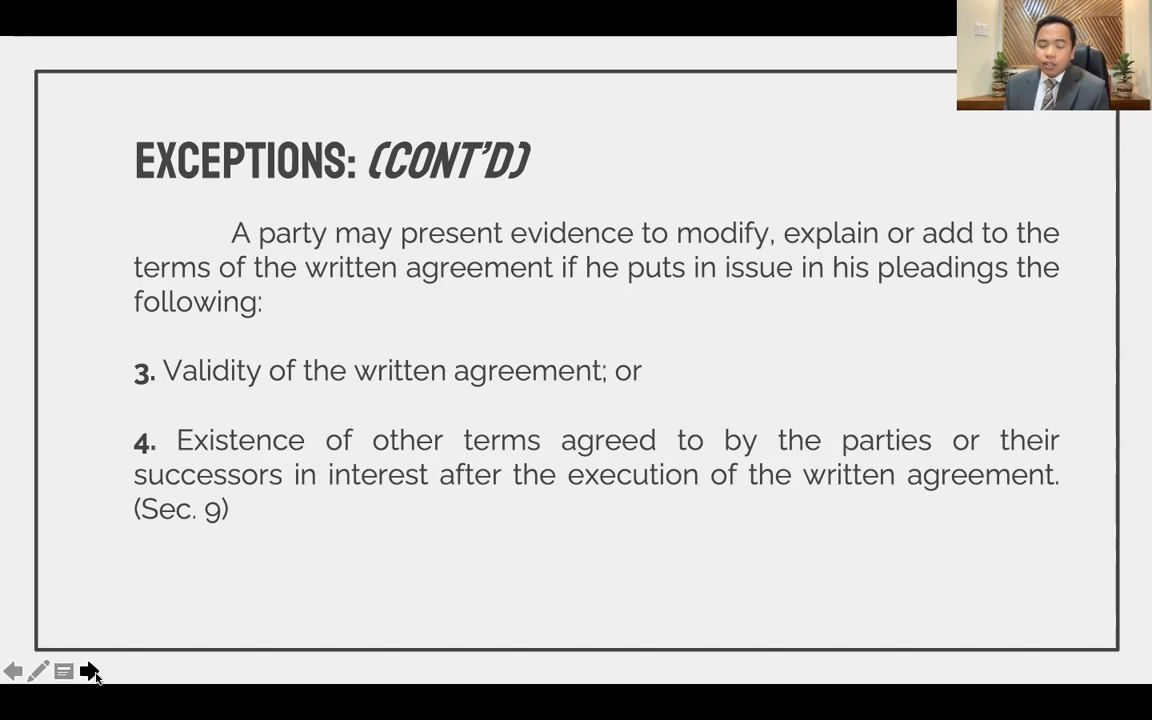 EXCEPTIONS: (CONT'D)
A party may present evidence to modify, explain or add to the
terms of the written agreement if he puts in issue in his pleadings the
following:
3. Validity of the written agreement; or
4. Existence of other terms agreed to by the parties or their
successors in interest after the execution of the written agreement.
(Sec. 9)